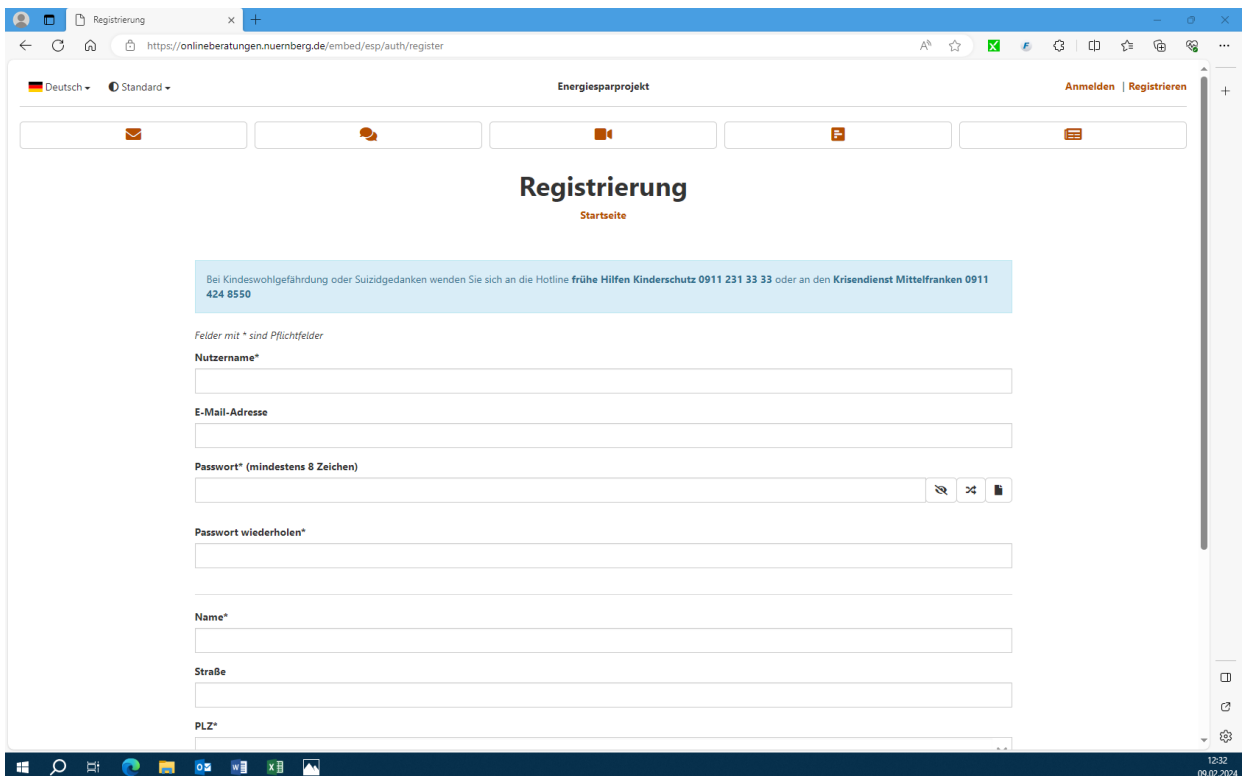 Registrierung
https://onlineberatungen.nuernberg.de/embed/esp/auth/register
Deutsch
Standard
Energiesparprojekt
Anmelden | Registrieren
Registrierung
Startseite
Bei Kindeswohlgefährdung oder Suizidgedanken wenden Sie sich an die Hotline frühe Hilfen Kinderschutz 0911 231 33 33 oder an den Krisendienst Mittelfranken 0911
424 8550
Felder mit * sind Pflichtfelder
Nutzername*
E-Mail-Adresse
Passwort* (mindestens 8 Zeichen)
Passwort wiederholen*
Name*
Straße
PLZ*
12:32
09.02.2024